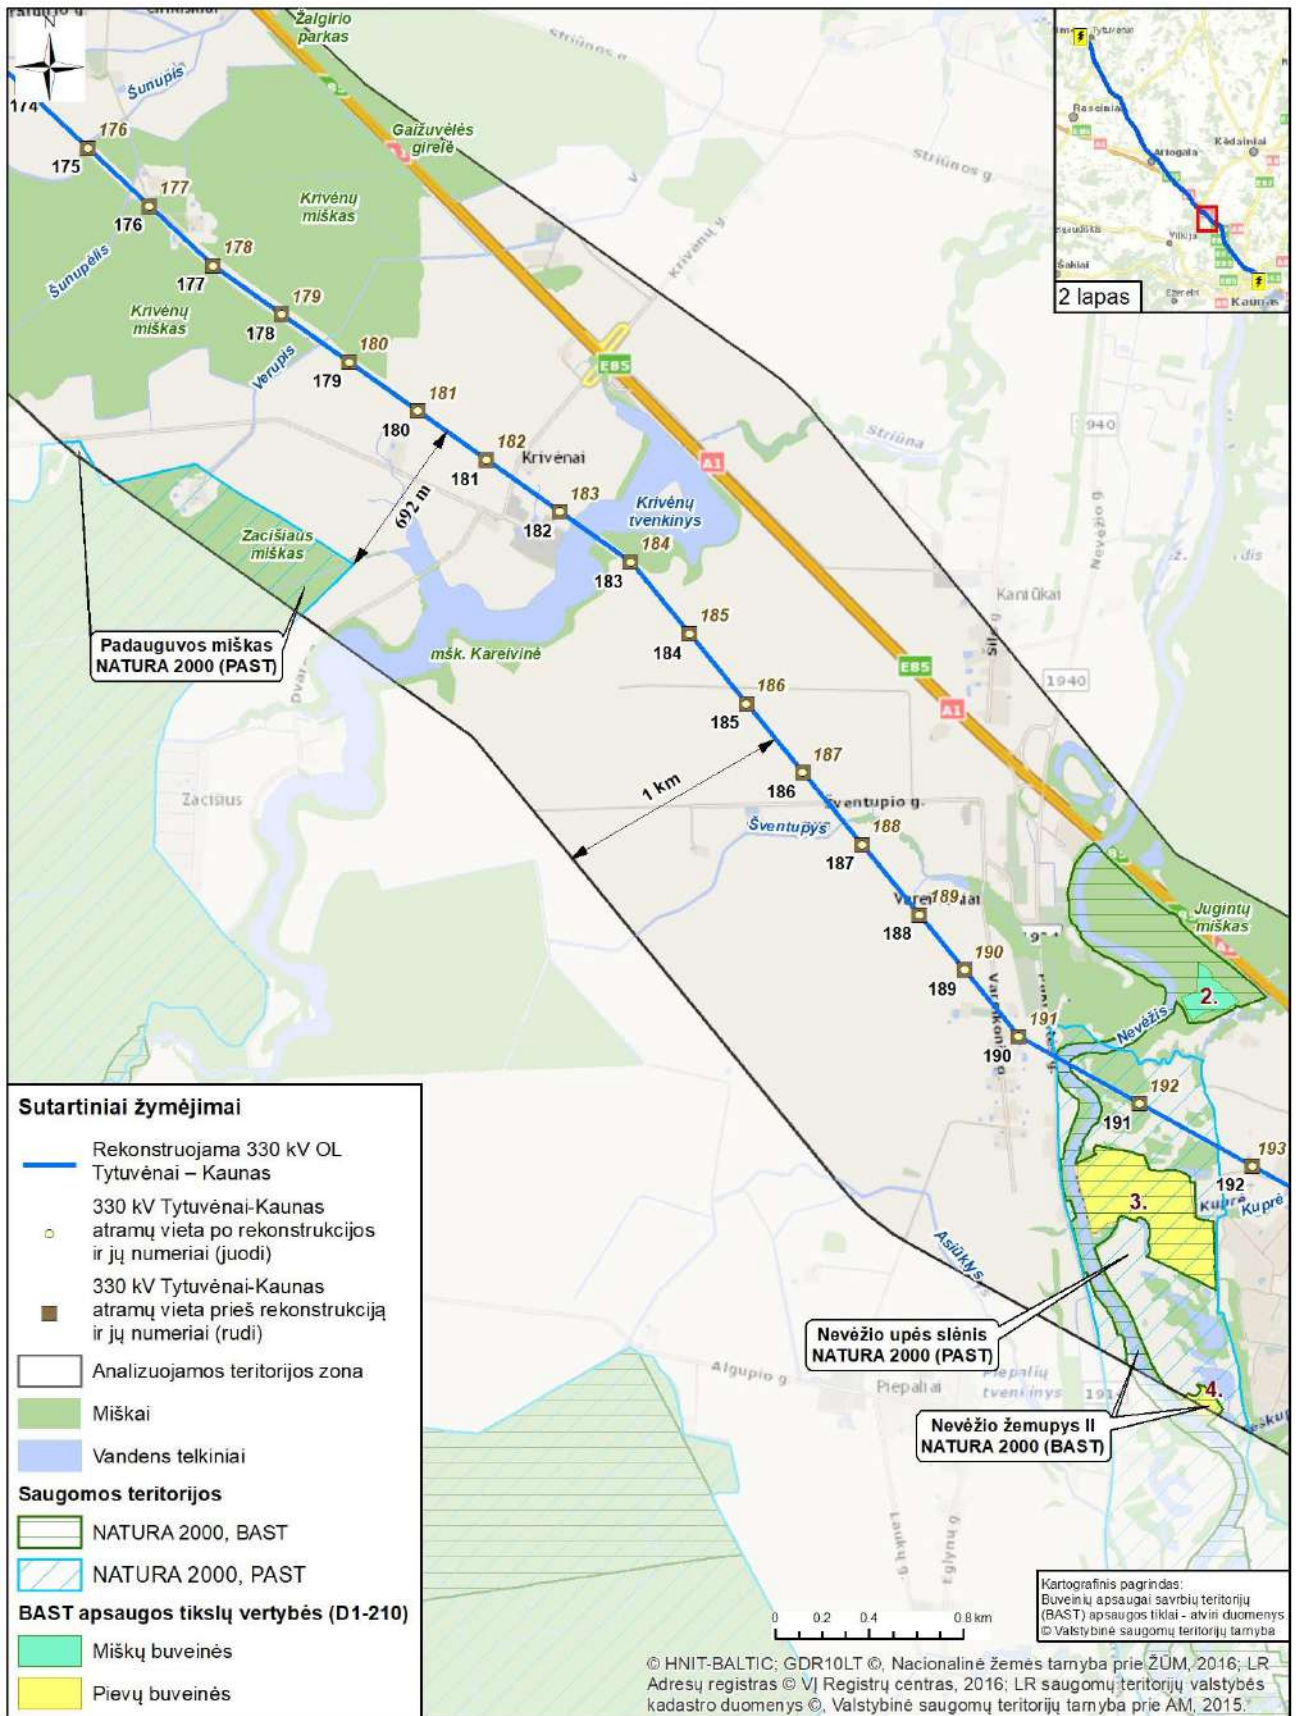 N
Žalgirio
parkas
Striūnos g.
Šunupis
Gaižuvėlės
girelė
Striūnos g.
174
176
175
177
176
Krivėnų
miškas
Krivėnų g.
Šunupėlis
178
177
Krivėnų
miškas
179
178
Verupis
180
179
E85
181
180
182
181
Krivėnai
A1
Striūna
1940
692 m
183
182
Krivėnų
tvenkinys
Nevėžio g.
Zacišiaus
miškas
184
183
Kaniūkai
Padauguvos miškas
NATURA 2000 (PAST)
mšk. Kareivinė
185
184
E85
1940
A1
186
185
Zacišius
1 km
187
186
Šventupio g.
Šventupys
188
187
189
188
Jugintų
miškas
190
189
2.
Nevėžis
191
190
192
191
193
192
3.
Kuprė
Kuprė
Asiūklys
Nevėžio upės slėnis
NATURA 2000 (PAST)
Algupio g
Piepaliai
Piepalių
tvenkinys
191
4.
Nevėžio žemupys II
NATURA 2000 (BAST)
Laukų g.
Eglynų g
Tytuvėnai
Raseiniai
Ariogala
Kėdainiai
Vilkija
Šakiai
Ezerėlis
Kaunas
2 lapas
Sutartiniai žymėjimai
Rekonstruojama 330 kV OL
Tytuvėnai – Kaunas
330 kV Tytuvėnai-Kaunas
atramų vieta po rekonstrukcijos
ir jų numeriai (juodi)
330 kV Tytuvėnai-Kaunas
atramų vieta prieš rekonstrukciją
ir jų numeriai (rudi)
Analizuojamos teritorijos zona
Miškai
Vandens telkiniai
Saugomos teritorijos
NATURA 2000, BAST
NATURA 2000, PAST
BAST apsaugos tikslų vertybės (D1-210)
Miškų buveinės
Pievų buveinės
0 0.2 0.4 0.8 km
Kartografinis pagrindas:
Buveinių apsaugai savrbių teritorijų
(BAST) apsaugos tiklai - atviri duomenys
© Valstybinė saugomų teritorijų tarnyba
© HNIT-BALTIC; GDR10LT ©, Nacionalinė žemės tarnyba prie ŽŪM, 2016; LR
Adresų registras © VĮ Registrų centras, 2016; LR saugomų teritorijų valstybės
kadastro duomenys ©, Valstybinė saugomų teritorijų tarnyba prie AM, 2015.